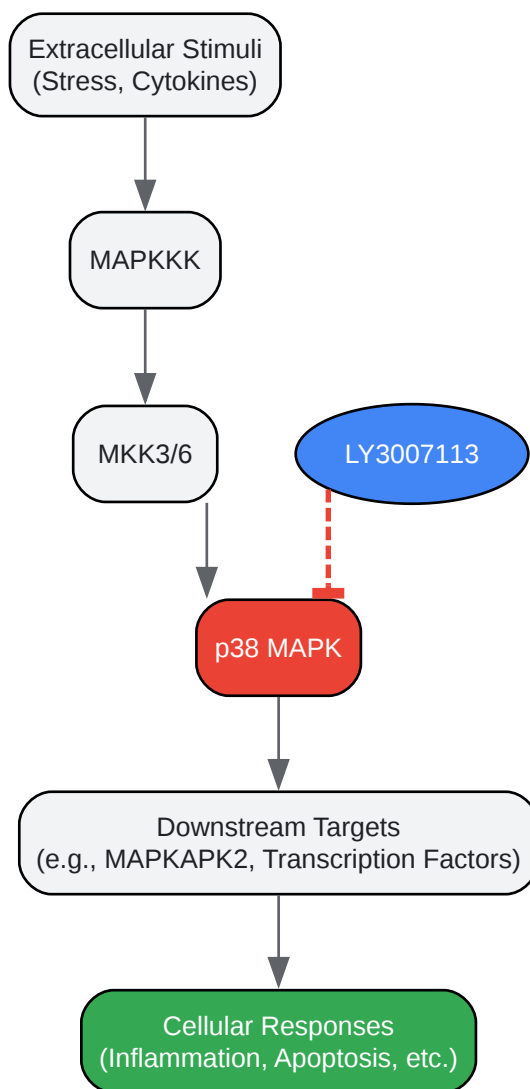 Extracellular Stimuli
(Stress, Cytokines)
MAPKKK
MKK3/6
LY3007113
p38 MAPK
Downstream Targets
(e.g., MAPKAPK2, Transcription Factors)
Cellular Responses
(Inflammation, Apoptosis, etc.)